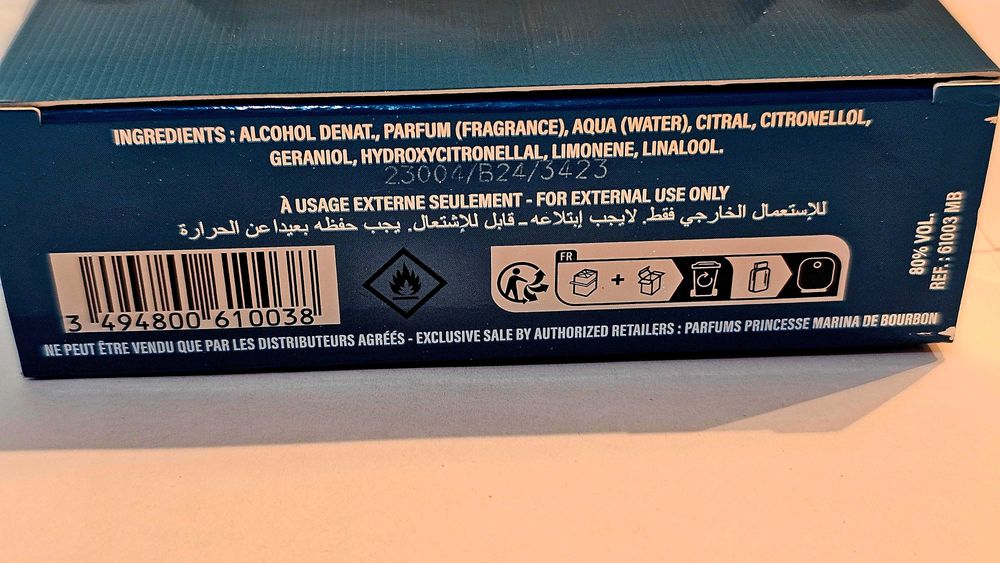 INGREDIENTS : ALCOHOL DENAT., PARFUM (FRAGRANCE), AQUA (WATER), CITRAL, CITRONELLOL,
GERANIOL, HYDROXYCITRONELLAL, LIMONENE, LINALOOL.
23004/B24/3423
À USAGE EXTERNE SEULEMENT - FOR EXTERNAL USE ONLY
للإستعمال الخارجي فقط. لايجب إبتلاعه - قابل للإشتعال. يجب حفظه بعيدا عن الحرارة
FR
3 494800 610038
NE PEUT ÊTRE VENDU QUE PAR LES DISTRIBUTEURS AGRÉÉS - EXCLUSIVE SALE BY AUTHORIZED RETAILERS : PARFUMS PRINCESSE MARINA DE BOURBON
80% VOL.
REF. : 61003 MB